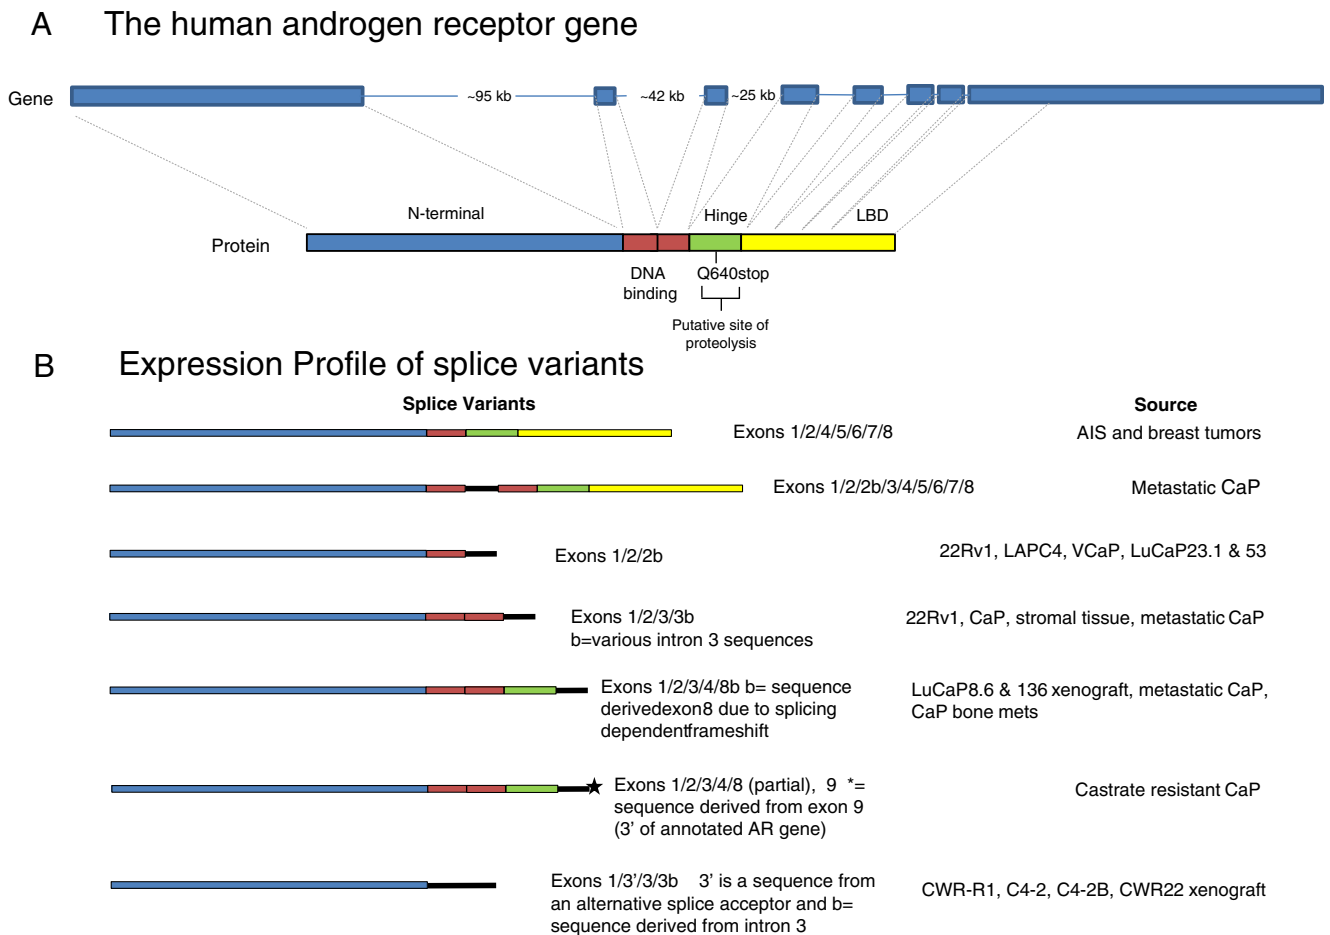 A The human androgen receptor gene
Gene ~95 kb ~42 kb ~25 kb
N-terminal Hinge LBD
Protein
DNA
binding
Q640stop
Putative site of
proteolysis
B Expression Profile of splice variants
Splice Variants Source
Exons 1/2/4/5/6/7/8 AIS and breast tumors
Exons 1/2/2b/3/4/5/6/7/8 Metastatic CaP
Exons 1/2/2b 22Rv1, LAPC4, VCaP, LuCaP23.1 & 53
Exons 1/2/3/3b
b=various intron 3 sequences
22Rv1, CaP, stromal tissue, metastatic CaP
Exons 1/2/3/4/8b b= sequence
derivedexon8 due to splicing
dependentframeshift
LuCaP8.6 & 136 xenograft, metastatic CaP,
CaP bone mets
Exons 1/2/3/4/8 (partial), 9 *=
sequence derived from exon 9
(3’ of annotated AR gene)
Castrate resistant CaP
Exons 1/3’/3/3b 3’ is a sequence from
an alternative splice acceptor and b=
sequence derived from intron 3
CWR-R1, C4-2, C4-2B, CWR22 xenograft